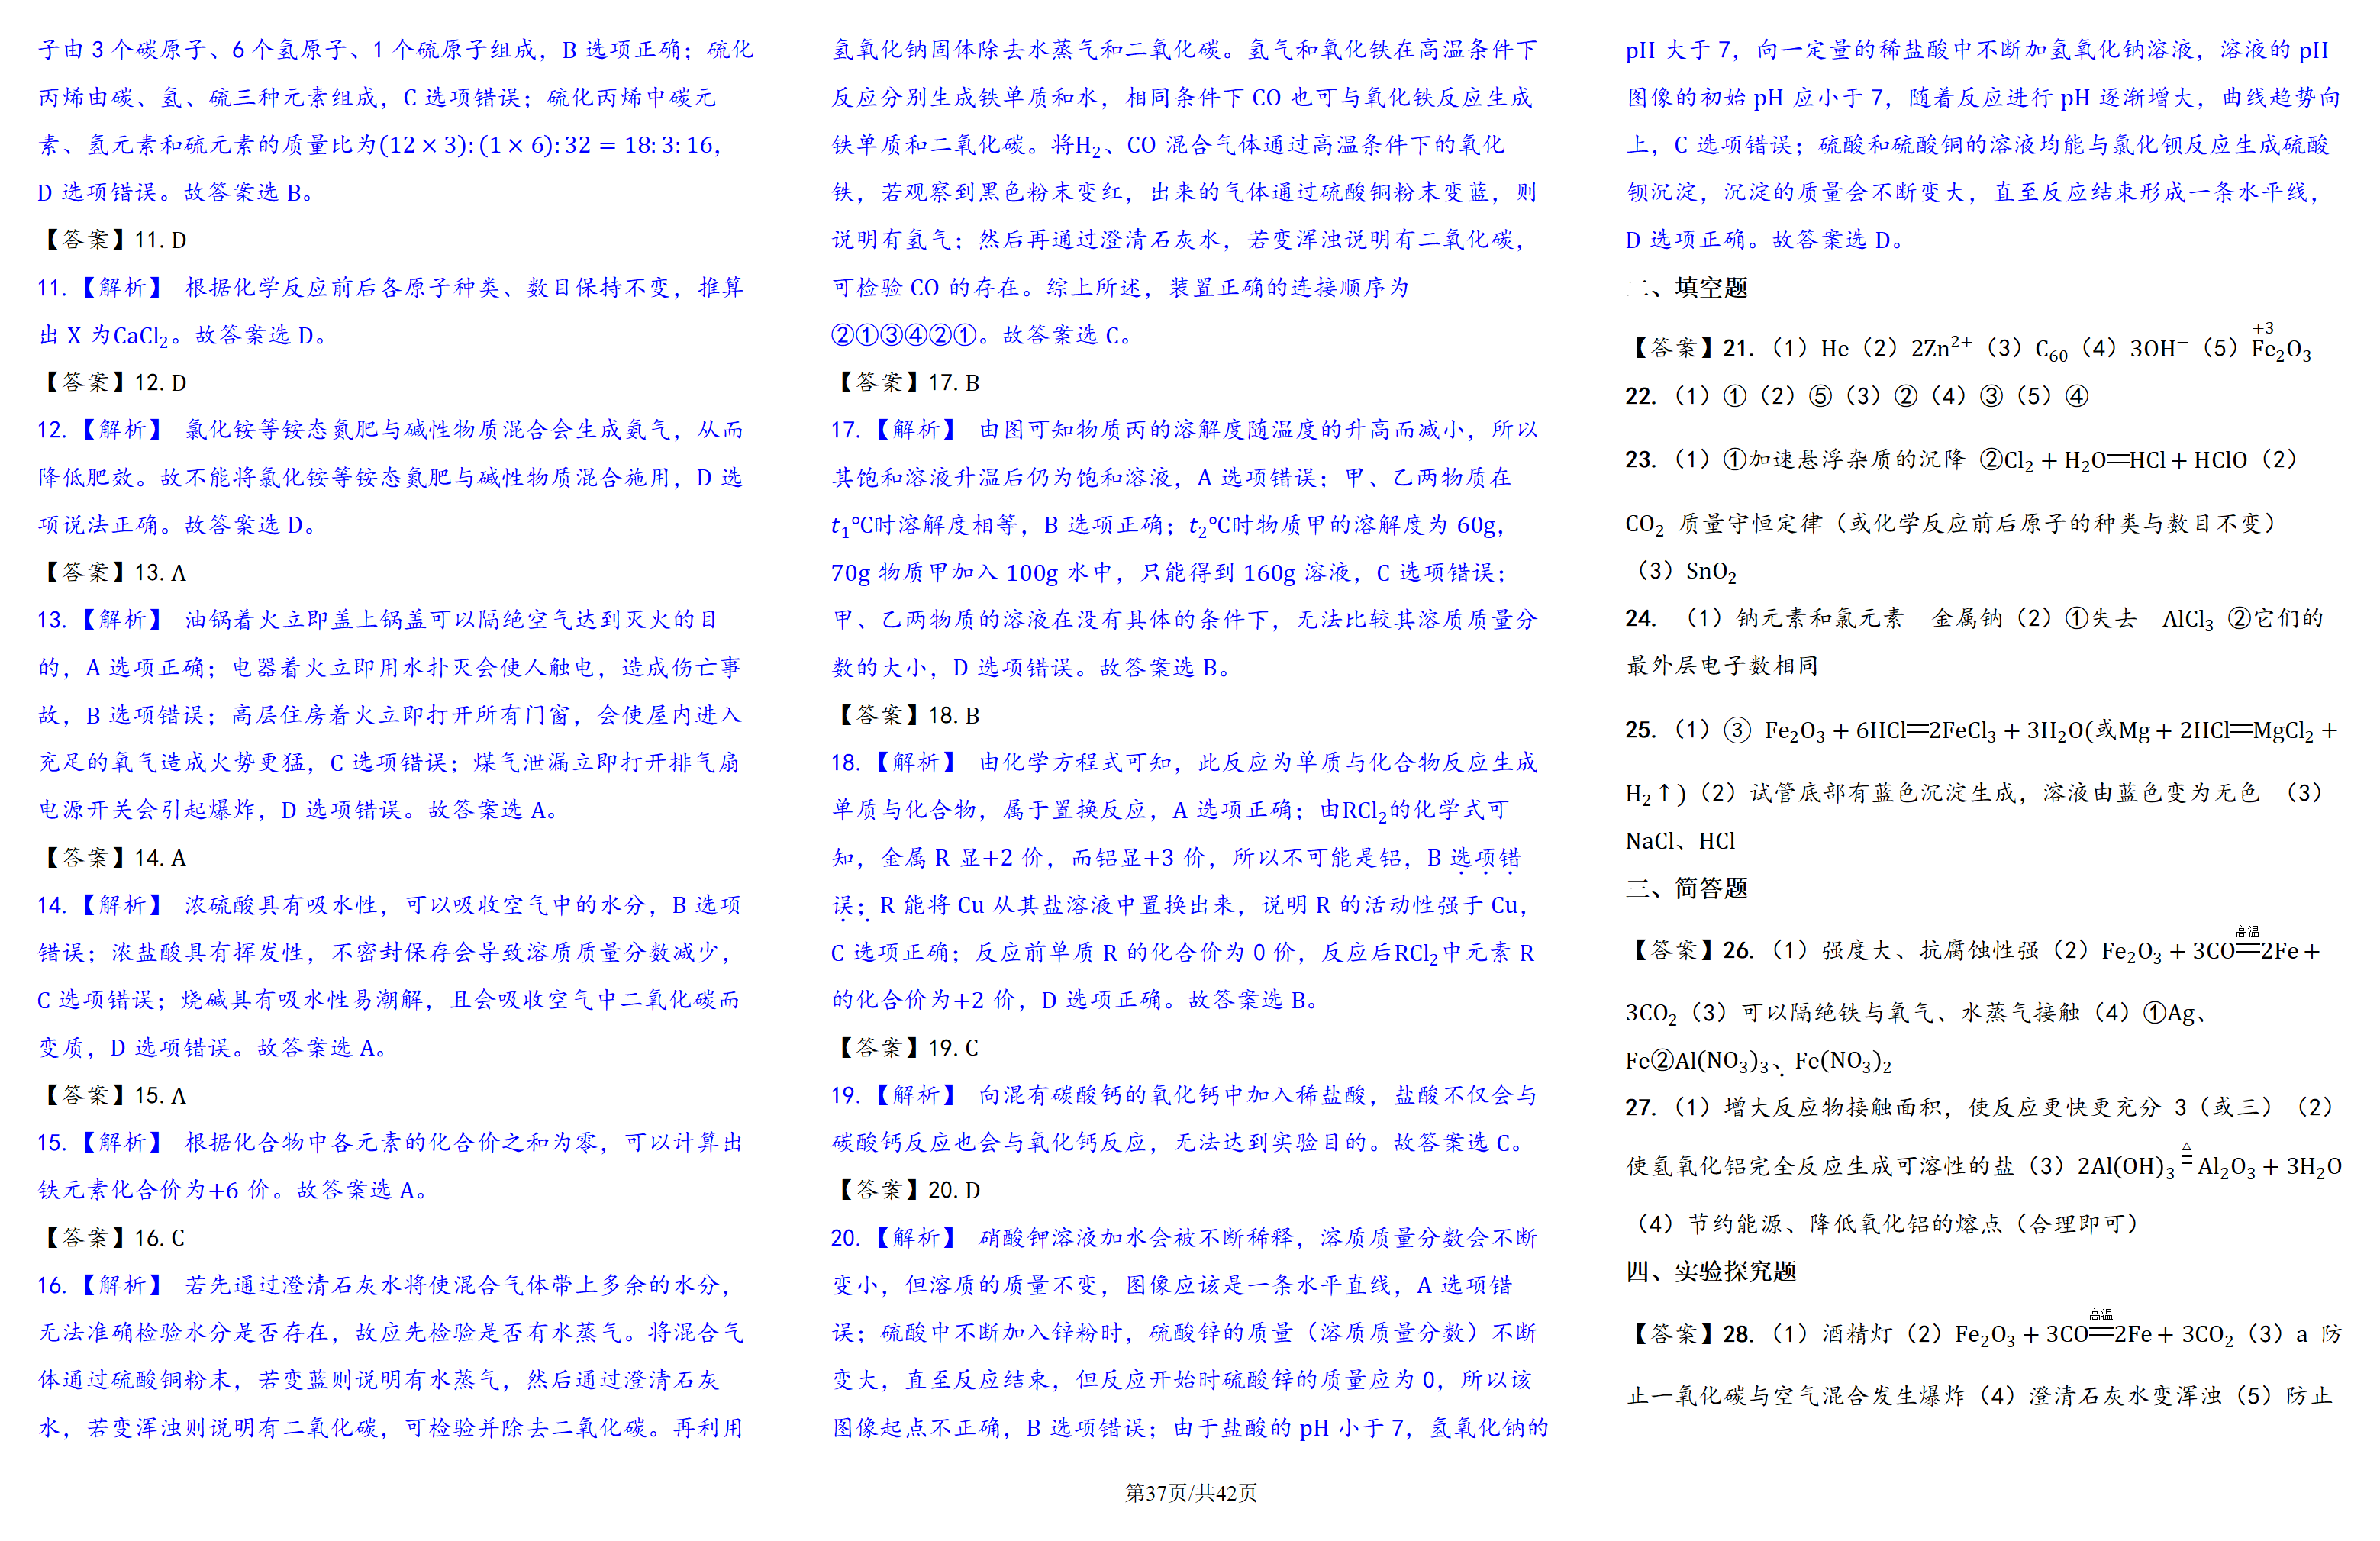 子由 3 个碳原子、6 个氢原子、1 个硫原子组成，B 选项正确；硫化
丙烯由碳、氢、硫三种元素组成，C 选项错误；硫化丙烯中碳元
素、氢元素和硫元素的质量比为(12 × 3): (1 × 6): 32 = 18: 3: 16，
D 选项错误。故答案选 B。
【答案】11. D
11. 【解析】 根据化学反应前后各原子种类、数目保持不变，推算
出 X 为CaCl₂。故答案选 D。
【答案】12. D
12. 【解析】 氯化铵等铵态氮肥与碱性物质混合会生成氨气，从而
降低肥效。故不能将氯化铵等铵态氮肥与碱性物质混合施用，D 选
项说法正确。故答案选 D。
【答案】13. A
13. 【解析】 油锅着火立即盖上锅盖可以隔绝空气达到灭火的目
的，A 选项正确；电器着火立即用水扑灭会使人触电，造成伤亡事
故，B 选项错误；高层住房着火立即打开所有门窗，会使屋内进入
充足的氧气造成火势更猛，C 选项错误；煤气泄漏立即打开排气扇
电源开关会引起爆炸，D 选项错误。故答案选 A。
【答案】14. A
14. 【解析】 浓硫酸具有吸水性，可以吸收空气中的水分，B 选项
错误；浓盐酸具有挥发性，不密封保存会导致溶质质量分数减少，
C 选项错误；烧碱具有吸水性易潮解，且会吸收空气中二氧化碳而
变质，D 选项错误。故答案选 A。
【答案】15. A
15. 【解析】 根据化合物中各元素的化合价之和为零，可以计算出
铁元素化合价为+6 价。故答案选 A。
【答案】16. C
16. 【解析】 若先通过澄清石灰水将使混合气体带上多余的水分，
无法准确检验水分是否存在，故应先检验是否有水蒸气。将混合气
体通过硫酸铜粉末，若变蓝则说明有水蒸气，然后通过澄清石灰
水，若变浑浊则说明有二氧化碳，可检验并除去二氧化碳。再利用
氢氧化钠固体除去水蒸气和二氧化碳。氢气和氧化铁在高温条件下
反应分别生成铁单质和水，相同条件下 CO 也可与氧化铁反应生成
铁单质和二氧化碳。将H₂、CO 混合气体通过高温条件下的氧化
铁，若观察到黑色粉末变红，出来的气体通过硫酸铜粉末变蓝，则
说明有氢气；然后再通过澄清石灰水，若变浑浊说明有二氧化碳，
可检验 CO 的存在。综上所述，装置正确的连接顺序为
②①③④②①。故答案选 C。
【答案】17. B
17. 【解析】 由图可知物质丙的溶解度随温度的升高而减小，所以
其饱和溶液升温后仍为饱和溶液，A 选项错误；甲、乙两物质在
t₁℃时溶解度相等，B 选项正确；t₂℃时物质甲的溶解度为 60g，
70g 物质甲加入 100g 水中，只能得到 160g 溶液，C 选项错误；
甲、乙两物质的溶液在没有具体的条件下，无法比较其溶质质量分
数的大小，D 选项错误。故答案选 B。
【答案】18. B
18. 【解析】 由化学方程式可知，此反应为单质与化合物反应生成
单质与化合物，属于置换反应，A 选项正确；由RCl₂的化学式可
知，金属 R 显+2 价，而铝显+3 价，所以不可能是铝，B 选项错
误；R 能将 Cu 从其盐溶液中置换出来，说明 R 的活动性强于 Cu，
C 选项正确；反应前单质 R 的化合价为 0 价，反应后RCl₂中元素 R
的化合价为+2 价，D 选项正确。故答案选 B。
【答案】19. C
19. 【解析】 向混有碳酸钙的氧化钙中加入稀盐酸，盐酸不仅会与
碳酸钙反应也会与氧化钙反应，无法达到实验目的。故答案选 C。
【答案】20. D
20. 【解析】 硝酸钾溶液加水会被不断稀释，溶质质量分数会不断
变小，但溶质的质量不变，图像应该是一条水平直线，A 选项错
误；硫酸中不断加入锌粉时，硫酸锌的质量（溶质质量分数）不断
变大，直至反应结束，但反应开始时硫酸锌的质量应为 0，所以该
图像起点不正确，B 选项错误；由于盐酸的 pH 小于 7，氢氧化钠的
pH 大于 7，向一定量的稀盐酸中不断加氢氧化钠溶液，溶液的 pH
图像的初始 pH 应小于 7，随着反应进行 pH 逐渐增大，曲线趋势向
上，C 选项错误；硫酸和硫酸铜的溶液均能与氯化钡反应生成硫酸
钡沉淀，沉淀的质量会不断变大，直至反应结束形成一条水平线，
D 选项正确。故答案选 D。
二、填空题
【答案】21.（1）He（2）2Zn²⁺（3）C₆₀（4）3OH⁻（5）$\overset{+3}{Fe}$₂O₃
22.（1）①（2）⑤（3）②（4）③（5）④
23.（1）①加速悬浮杂质的沉降 ②Cl₂ + H₂O═HCl + HClO（2）
CO₂ 质量守恒定律（或化学反应前后原子的种类与数目不变）
（3）SnO₂
24. （1）钠元素和氯元素 金属钠（2）①失去 AlCl₃ ②它们的
最外层电子数相同
25.（1）③ Fe₂O₃ + 6HCl═2FeCl₃ + 3H₂O(或Mg + 2HCl═MgCl₂ +
H₂ ↑)（2）试管底部有蓝色沉淀生成，溶液由蓝色变为无色 （3）
NaCl、HCl
三、简答题
【答案】26.（1）强度大、抗腐蚀性强（2）Fe₂O₃ + 3CO$\overset{高温}{═}$2Fe +
3CO₂（3）可以隔绝铁与氧气、水蒸气接触（4）①Ag、
Fe②Al(NO₃)₃、Fe(NO₃)₂
27.（1）增大反应物接触面积，使反应更快更充分 3（或三）（2）
使氢氧化铝完全反应生成可溶性的盐（3）2Al(OH)₃ $\overset{△}{=}$ Al₂O₃ + 3H₂O
（4）节约能源、降低氧化铝的熔点（合理即可）
四、实验探究题
【答案】28.（1）酒精灯（2）Fe₂O₃ + 3CO$\overset{高温}{═}$2Fe + 3CO₂（3）a 防
止一氧化碳与空气混合发生爆炸（4）澄清石灰水变浑浊（5）防止
第37页/共42页